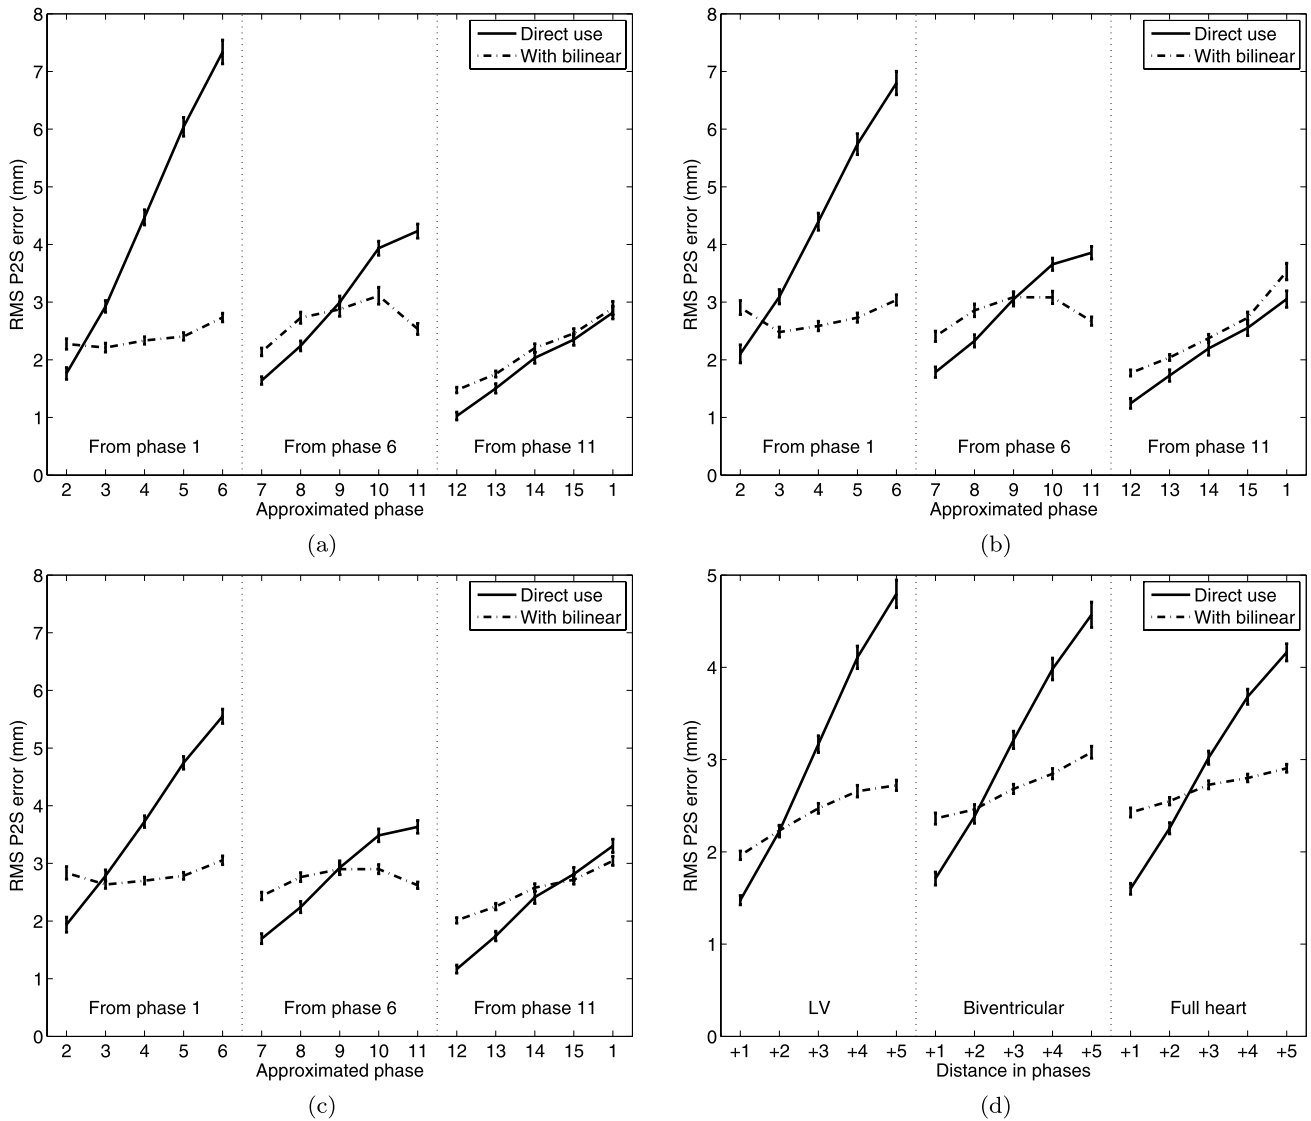 8
7
6
5
4
3
2
1
0
RMS P2S error (mm)
Direct use
With bilinear
From phase 1 From phase 6 From phase 11
2 3 4 5 6 7 8 9 10 11 12 13 14 15 1
Approximated phase
(a)
8
7
6
5
4
3
2
1
0
RMS P2S error (mm)
Direct use
With bilinear
From phase 1 From phase 6 From phase 11
2 3 4 5 6 7 8 9 10 11 12 13 14 15 1
Approximated phase
(b)
8
7
6
5
4
3
2
1
0
RMS P2S error (mm)
Direct use
With bilinear
From phase 1 From phase 6 From phase 11
2 3 4 5 6 7 8 9 10 11 12 13 14 15 1
Approximated phase
(c)
5
4
3
2
1
0
RMS P2S error (mm)
Direct use
With bilinear
LV Biventricular Full heart
+1 +2 +3 +4 +5 +1 +2 +3 +4 +5 +1 +2 +3 +4 +5
Distance in phases
(d)